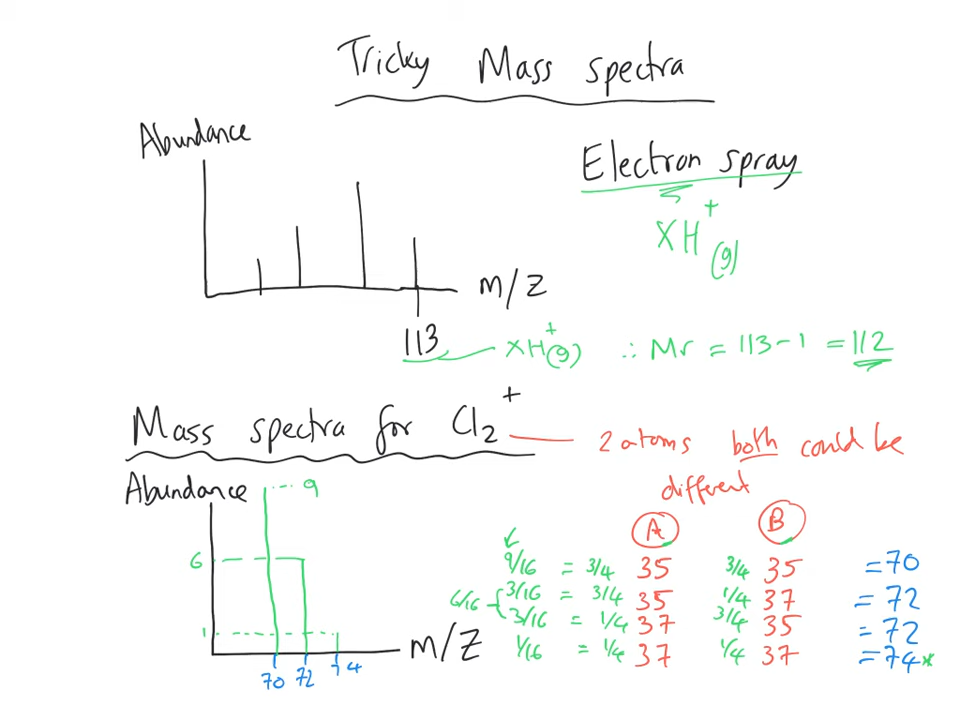 Tricky Mass spectra
Abundance
Electron spray
XH+(g)
m/z
113
XH+(g) ∴ Mr = 113-1 = 112
Mass spectra for Cl2+
2 atoms both could be
different
Abundance
9
6
1
m/z
70 72 74
A B
9/16 = 3/4 35 3/4 35 =70
6/16 { 3/16 = 3/4 35 1/4 37 = 72
3/16 = 1/4 37 3/4 35 = 72
1/16 = 1/4 37 1/4 37 =74*